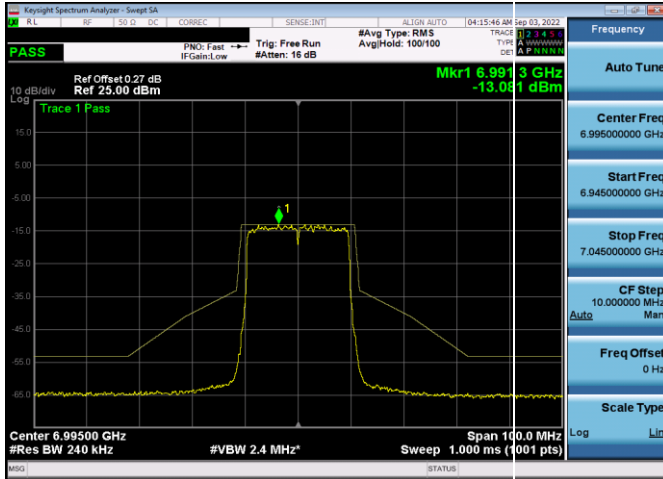 Keysight Spectrum Analyzer - Swept SA
RL RF 50 Ω DC CORREC SENSE:INT ALIGN AUTO 04:15:46 AM Sep 03, 2022
PASS
PNO: Fast
IFGain:Low
Trig: Free Run
#Atten: 16 dB
#Avg Type: RMS
Avg|Hold: 100/100
TRACE 1 2 3 4 5 6
TYPE A WWWWW
DET A P N N N N
Mkr1 6.991 3 GHz
-13.081 dBm
Ref Offset 0.27 dB
Ref 25.00 dBm
10 dB/div
Log
Trace 1 Pass
15.0
5.00
-5.00
-15.0
-25.0
-35.0
-45.0
-55.0
-65.0
1
Center 6.99500 GHz
Span 100.0 MHz
#Res BW 240 kHz
#VBW 2.4 MHz*
Sweep 1.000 ms (1001 pts)
MSG
STATUS
Frequency
Auto Tune
Center Freq
6.995000000 GHz
Start Freq
6.945000000 GHz
Stop Freq
7.045000000 GHz
CF Step
10.000000 MHz
Auto Man
Freq Offset
0 Hz
Scale Type
Log Lin